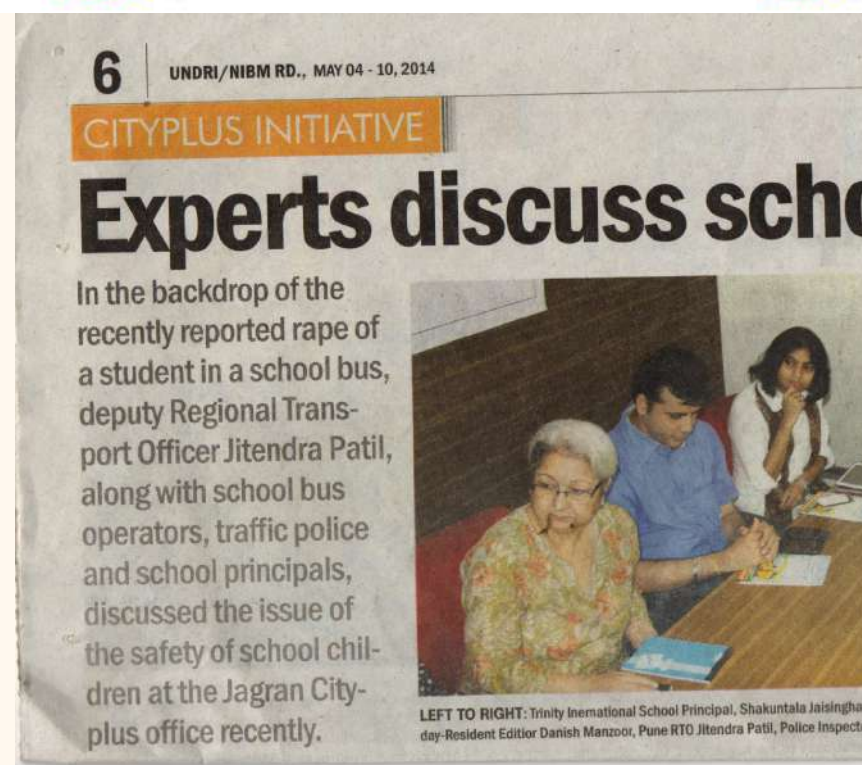 6
UNDRI/NIBM RD., MAY 04 - 10, 2014
CITYPLUS INITIATIVE
Experts discuss scho
In the backdrop of the
recently reported rape of
a student in a school bus,
deputy Regional Trans-
port Officer Jitendra Patil,
along with school bus
operators, traffic police
and school principals,
discussed the issue of
the safety of school chil-
dren at the Jagran City-
plus office recently.
LEFT TO RIGHT: Trinity Inernational School Principal, Shakuntala Jaisingha
day-Resident Editior Danish Manzoor, Pune RTO Jitendra Patil, Police Inspect